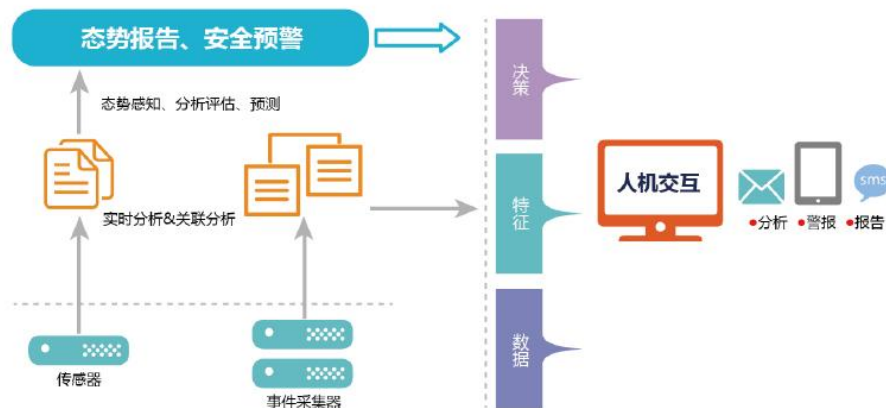 态势报告、安全预警
态势感知、分析评估、预测
实时分析&关联分析
传感器
事件采集器
决策
特征
数据
人机交互
sms
•分析 •警报 •报告